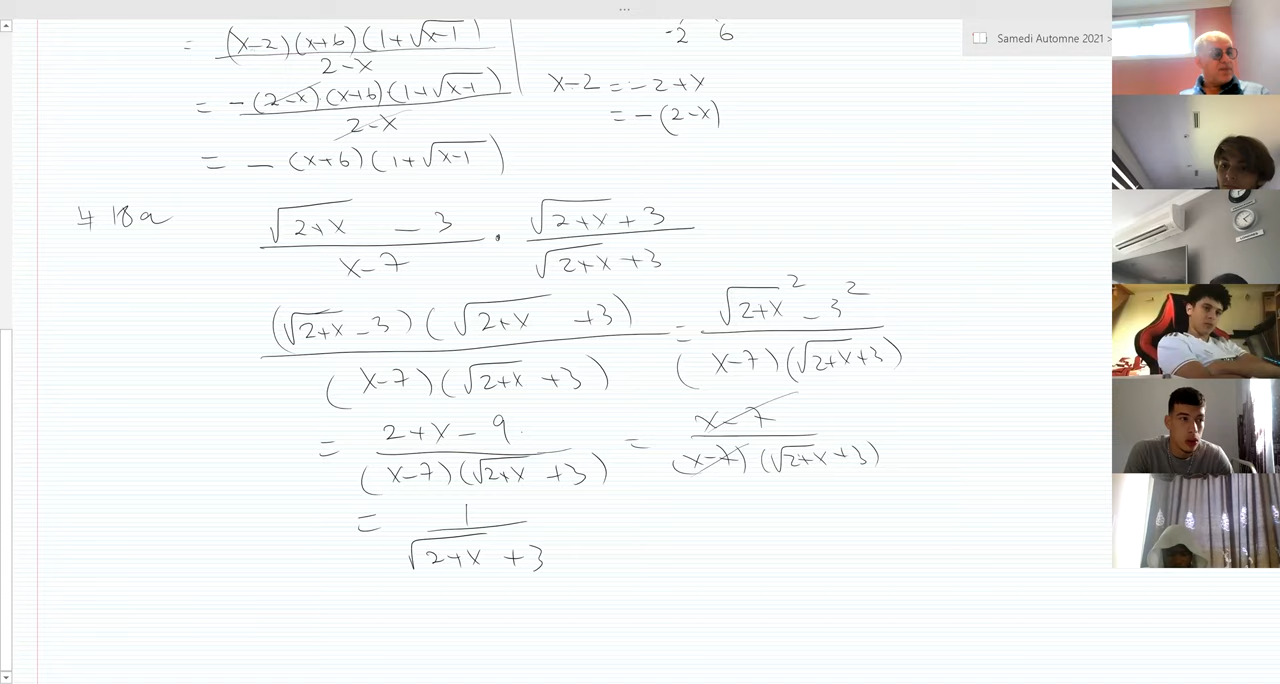 Samedi Automne 2021 >
= (x-2)(x+6)(1+√x-1) / 2-x
-2 6
= -(2-x)(x+6)(1+√x-1) / 2-x
x-2 = -2+x
= -(2-x)
= -(x+6)(1+√x-1)
# 18a √2+x - 3 / x-7 · √2+x + 3 / √2+x + 3
(√2+x - 3)(√2+x + 3) / (x-7)(√2+x + 3) = √2+x² - 3² / (x-7)(√2+x + 3)
= 2+x-9 / (x-7)(√2+x + 3) = x-7 / (x-7)(√2+x + 3)
= 1 / √2+x + 3